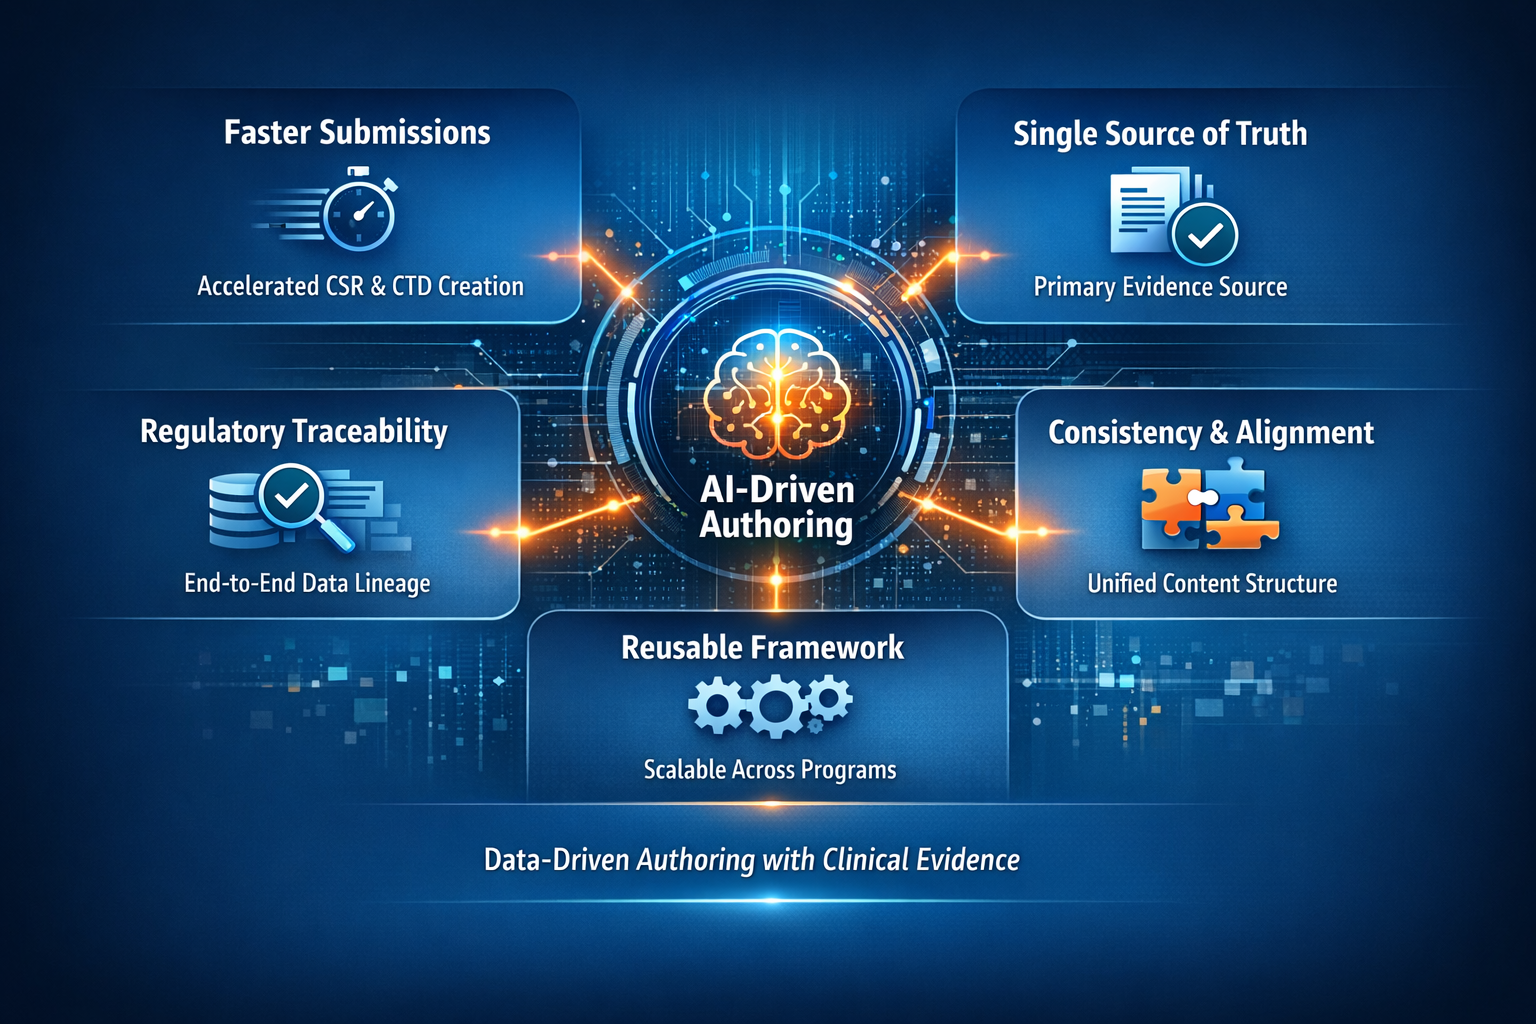 Faster Submissions
Accelerated CSR & CTD Creation
Single Source of Truth
Primary Evidence Source
AI-Driven
Authoring
Regulatory Traceability
End-to-End Data Lineage
Consistency & Alignment
Unified Content Structure
Reusable Framework
Scalable Across Programs
Data-Driven Authoring with Clinical Evidence